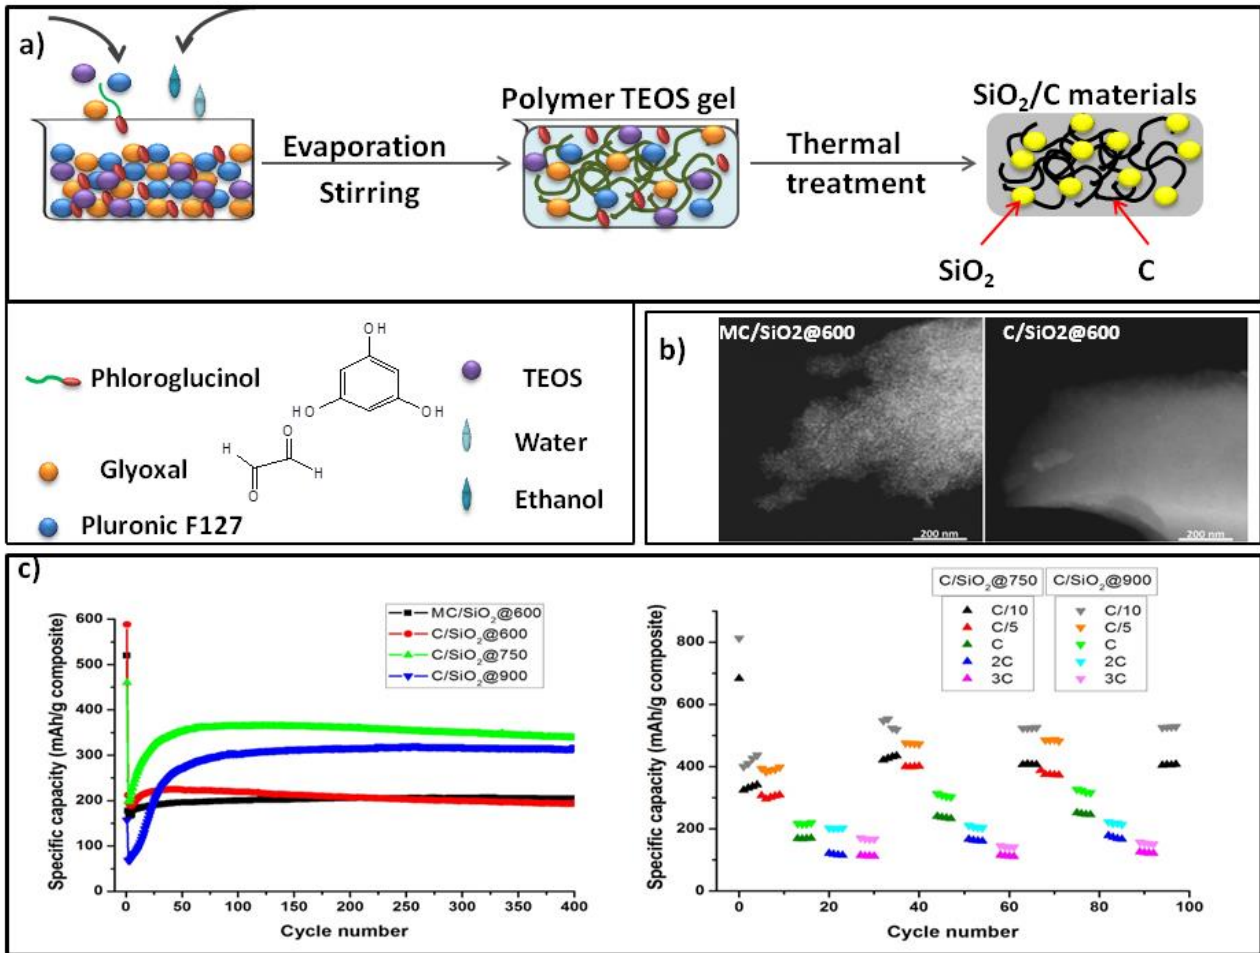 a)
Evaporation
Stirring
Polymer TEOS gel
Thermal
treatment
SiO₂/C materials
SiO₂
C
Phloroglucinol
Glyoxal
Pluronic F127
OH
HO
OH
O
H
H
O
TEOS
Water
Ethanol
b)
MC/SiO2@600
C/SiO2@600
200 nm
200 nm
c)
Specific capacity (mAh/g composite)
600
500
400
300
200
100
0
MC/SiO₂@600
C/SiO₂@600
C/SiO₂@750
C/SiO₂@900
0 50 100 150 200 250 300 350 400
Cycle number
Specific capacity (mAh/g composite)
800
600
400
200
0
C/SiO₂@750
C/10
C/5
C
2C
3C
C/SiO₂@900
C/10
C/5
C
2C
3C
0 20 40 60 80 100
Cycle number